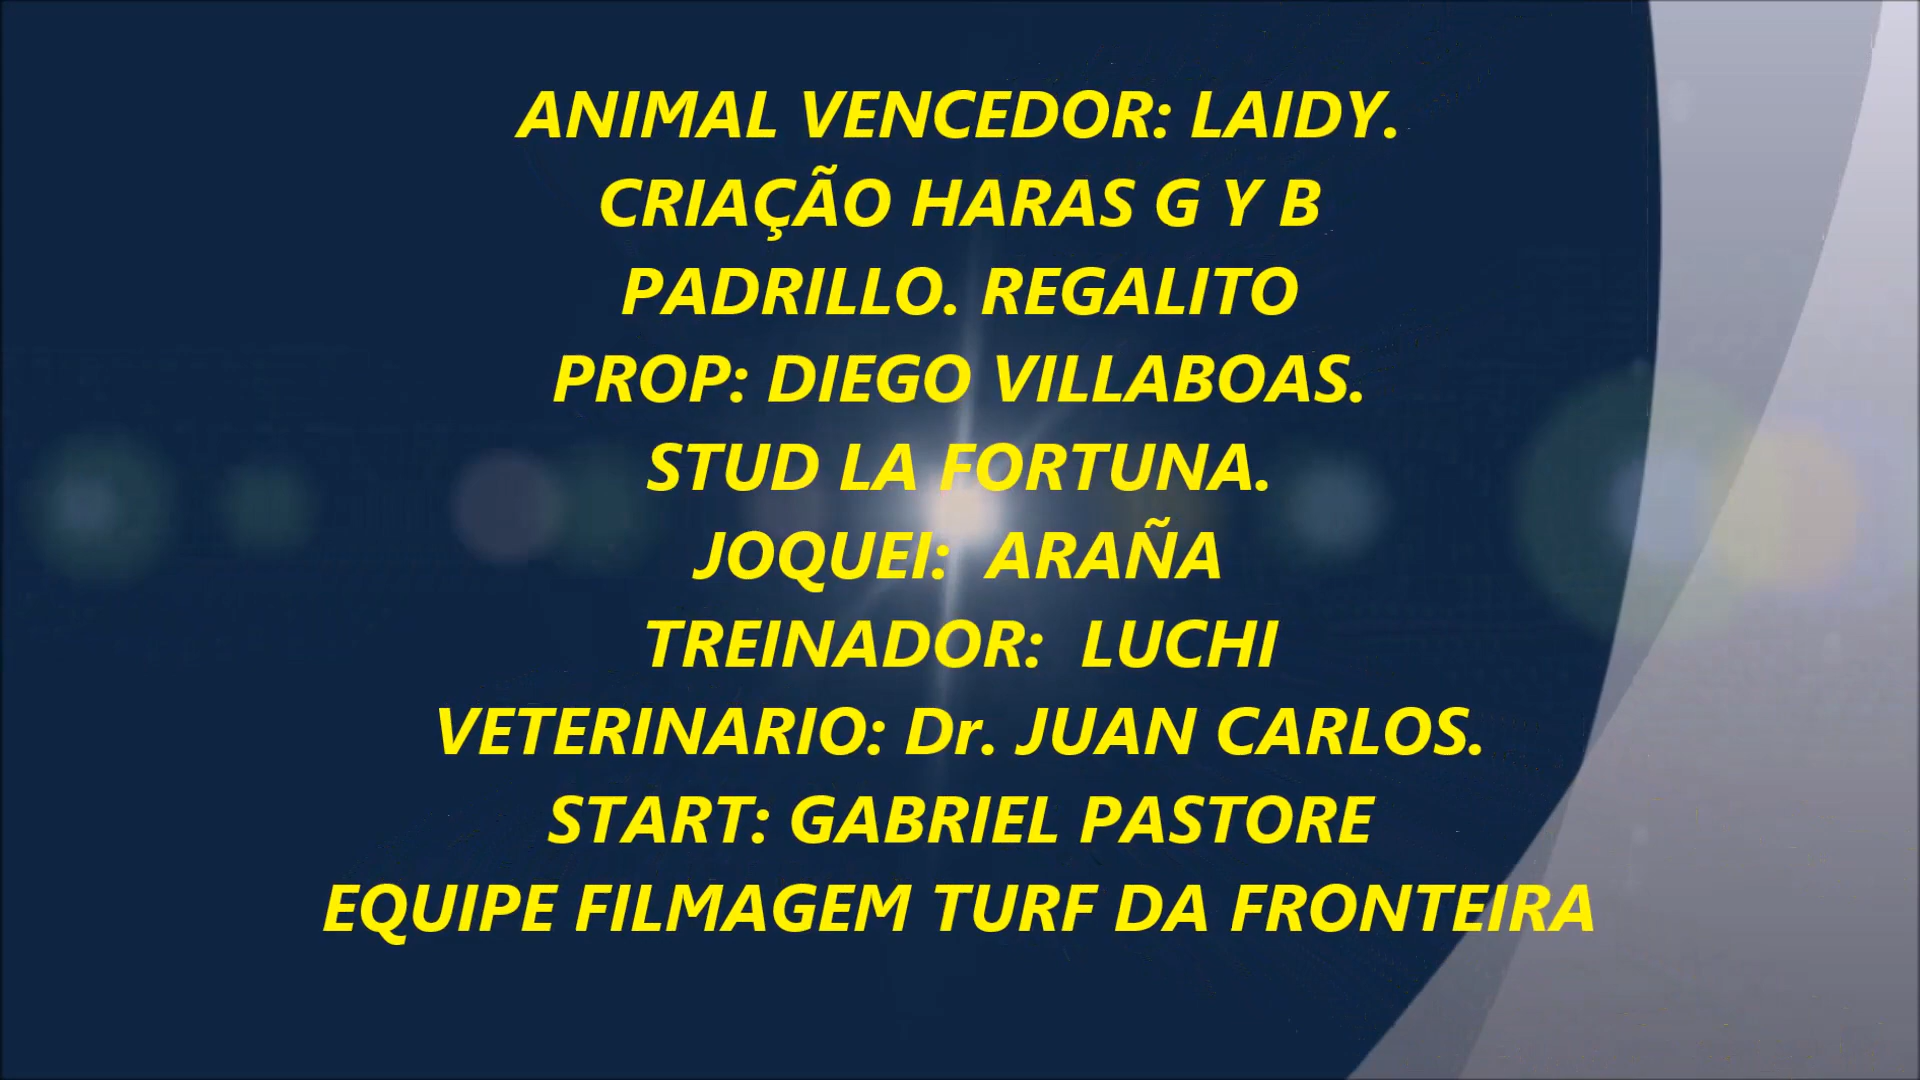 ANIMAL VENCEDOR: LAIDY.
CRIAÇÃO HARAS G Y B
PADRILLO. REGALITO
PROP: DIEGO VILLABOAS.
STUD LA FORTUNA.
JOQUEI:  ARAÑA
TREINADOR:  LUCHI
VETERINARIO: Dr. JUAN CARLOS.
START: GABRIEL PASTORE
EQUIPE FILMAGEM TURF DA FRONTEIRA